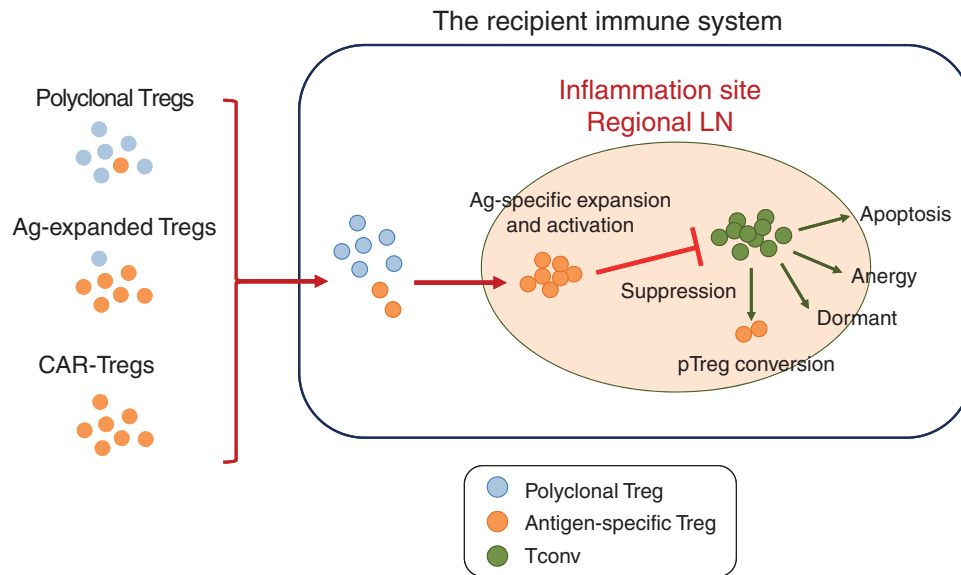 The recipient immune system
Polyclonal Tregs
Ag-expanded Tregs
CAR-Tregs
Inflammation site
Regional LN
Ag-specific expansion
and activation
Suppression
Apoptosis
Anergy
Dormant
pTreg conversion
Polyclonal Treg
Antigen-specific Treg
Tconv